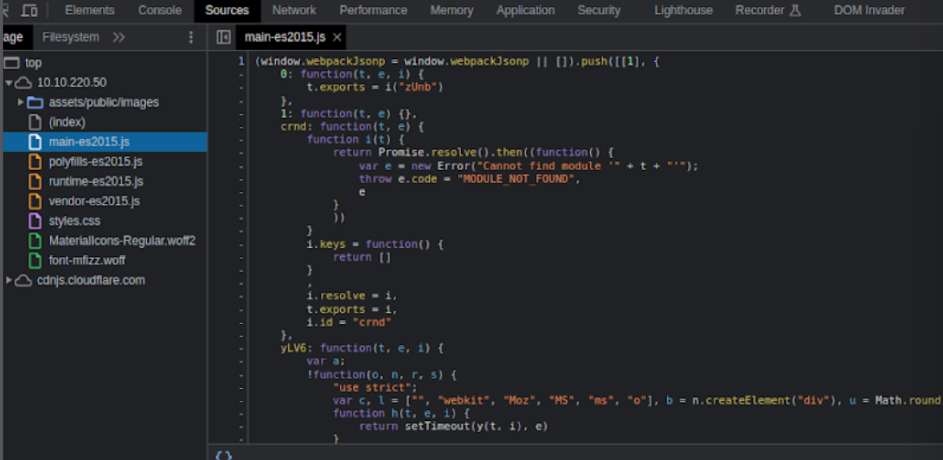 Elements Console Sources Network Performance Memory Application Security Lighthouse Recorder DOM Invader
age Filesystem >> main-es2015.js ×
top
10.10.220.50
assets/public/images
(index)
main-es2015.js
polyfills-es2015.js
runtime-es2015.js
vendor-es2015.js
styles.css
MaterialIcons-Regular.woff2
font-mfizz.woff
cdnjs.cloudflare.com
1 (window.webpackJsonp = window.webpackJsonp || []).push([[1], {
- 0: function(t, e, i) {
- t.exports = i("zUnb")
- },
- 1: function(t, e) {},
- crnd: function(t, e) {
- function i(t) {
- return Promise.resolve().then((function() {
- var e = new Error("Cannot find module '" + t + "'");
- throw e.code = "MODULE_NOT_FOUND",
- e
- }
- ))
- }
- i.keys = function() {
- return []
- }
- ,
- i.resolve = i,
- t.exports = i,
- i.id = "crnd"
- },
- yLV6: function(t, e, i) {
- var a;
- !function(o, n, r, s) {
- "use strict";
- var c, l = ["", "webkit", "Moz", "MS", "ms", "o"], b = n.createElement("div"), u = Math.round
- function h(t, e, i) {
- return setTimeout(y(t, i), e)
- }
{}